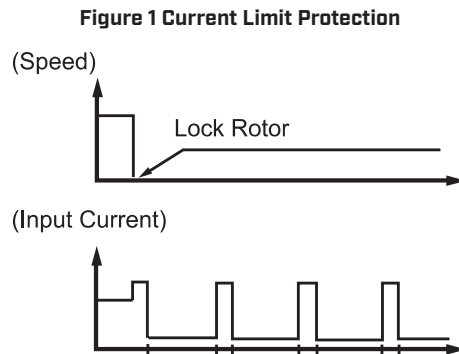 Figure 1 Current Limit Protection
(Speed)
Lock Rotor
(Input Current)